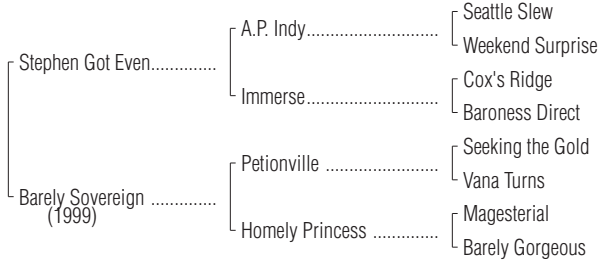 Seattle Slew
A.P. Indy..............................
Weekend Surprise
Stephen Got Even..............
Cox's Ridge
Immerse..............................
Baroness Direct
Seeking the Gold
Petionville ..........................
Vana Turns
Barely Sovereign ..............
(1999)
Magesterial
Homely Princess ..............
Barely Gorgeous